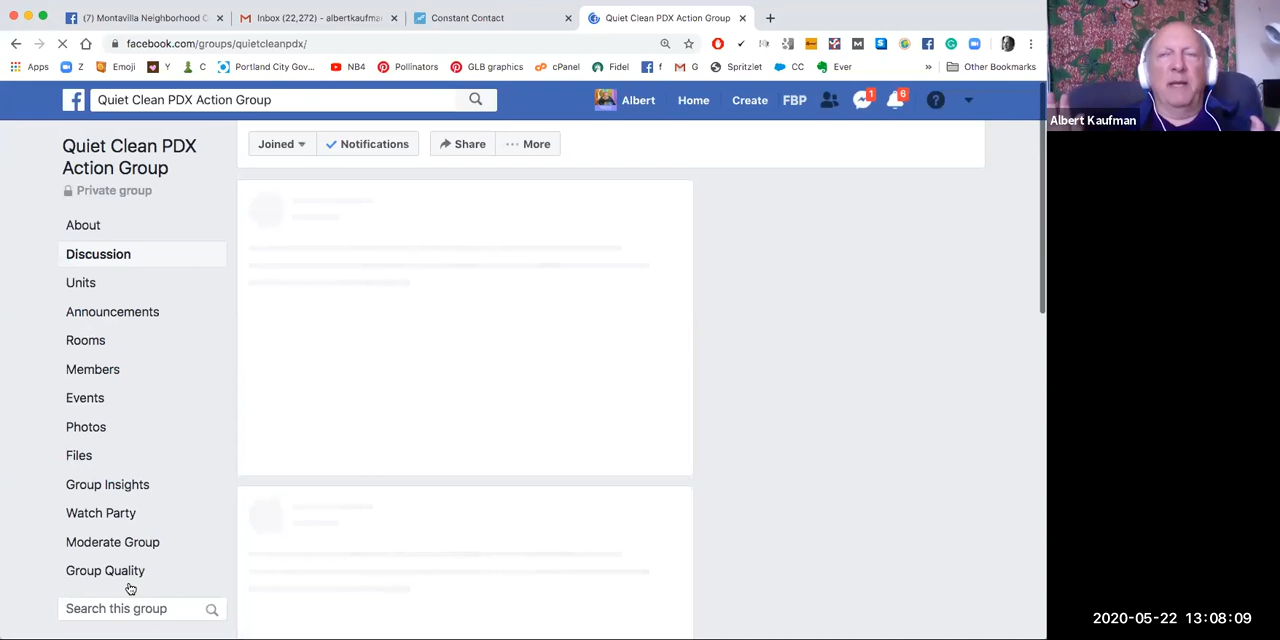 (7) Montavilla Neighborhood C
Inbox (22,272) - albertkaufma
Constant Contact
Quiet Clean PDX Action Group
facebook.com/groups/quietcleanpdx/
Apps
Z
Emoji
Y
C
Portland City Gov...
NB4
Pollinators
GLB graphics
cPanel
Fidel
f
G
Spritzlet
CC
Ever
»
Other Bookmarks
Quiet Clean PDX Action Group
Albert
Home
Create
FBP
1
6
Albert Kaufman
Quiet Clean PDX
Action Group
Private group
Joined
Notifications
Share
More
About
Discussion
Units
Announcements
Rooms
Members
Events
Photos
Files
Group Insights
Watch Party
Moderate Group
Group Quality
Search this group
2020-05-22 13:08:09